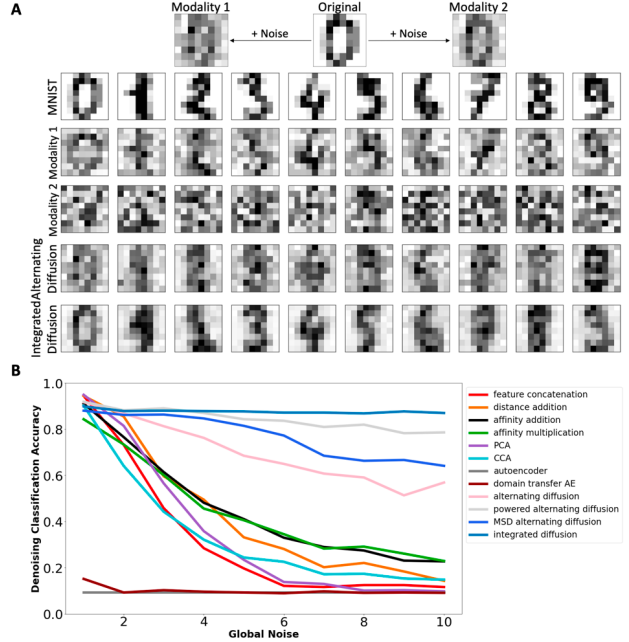 A
Modality 1
Original
Modality 2
+ Noise
+ Noise
MNIST
Modality 1
Modality 2
Alternating
Diffusion
Integrated
Diffusion
B
1.0
0.8
0.6
0.4
0.2
0.0
Denoising Classification Accuracy
2
4
6
8
10
Global Noise
feature concatenation
distance addition
affinity addition
affinity multiplication
PCA
CCA
autoencoder
domain transfer AE
alternating diffusion
powered alternating diffusion
MSD alternating diffusion
integrated diffusion